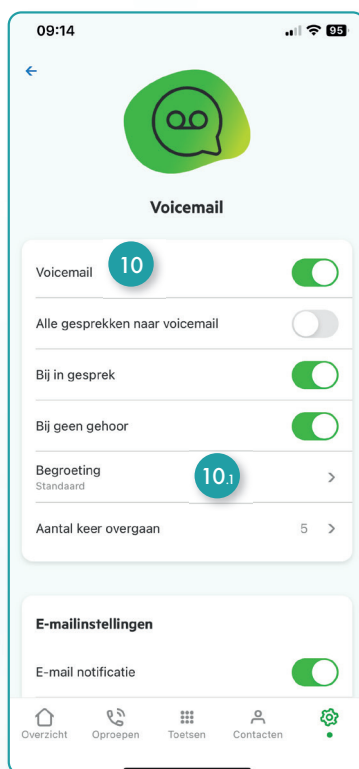 09:14
95
Voicemail
Voicemail
10
Alle gesprekken naar voicemail
Bij in gesprek
Bij geen gehoor
Begroeting
Standaard
10.1
Aantal keer overgaan 5
E-mailinstellingen
E-mail notificatie
Overzicht Oproepen Toetsen Contacten